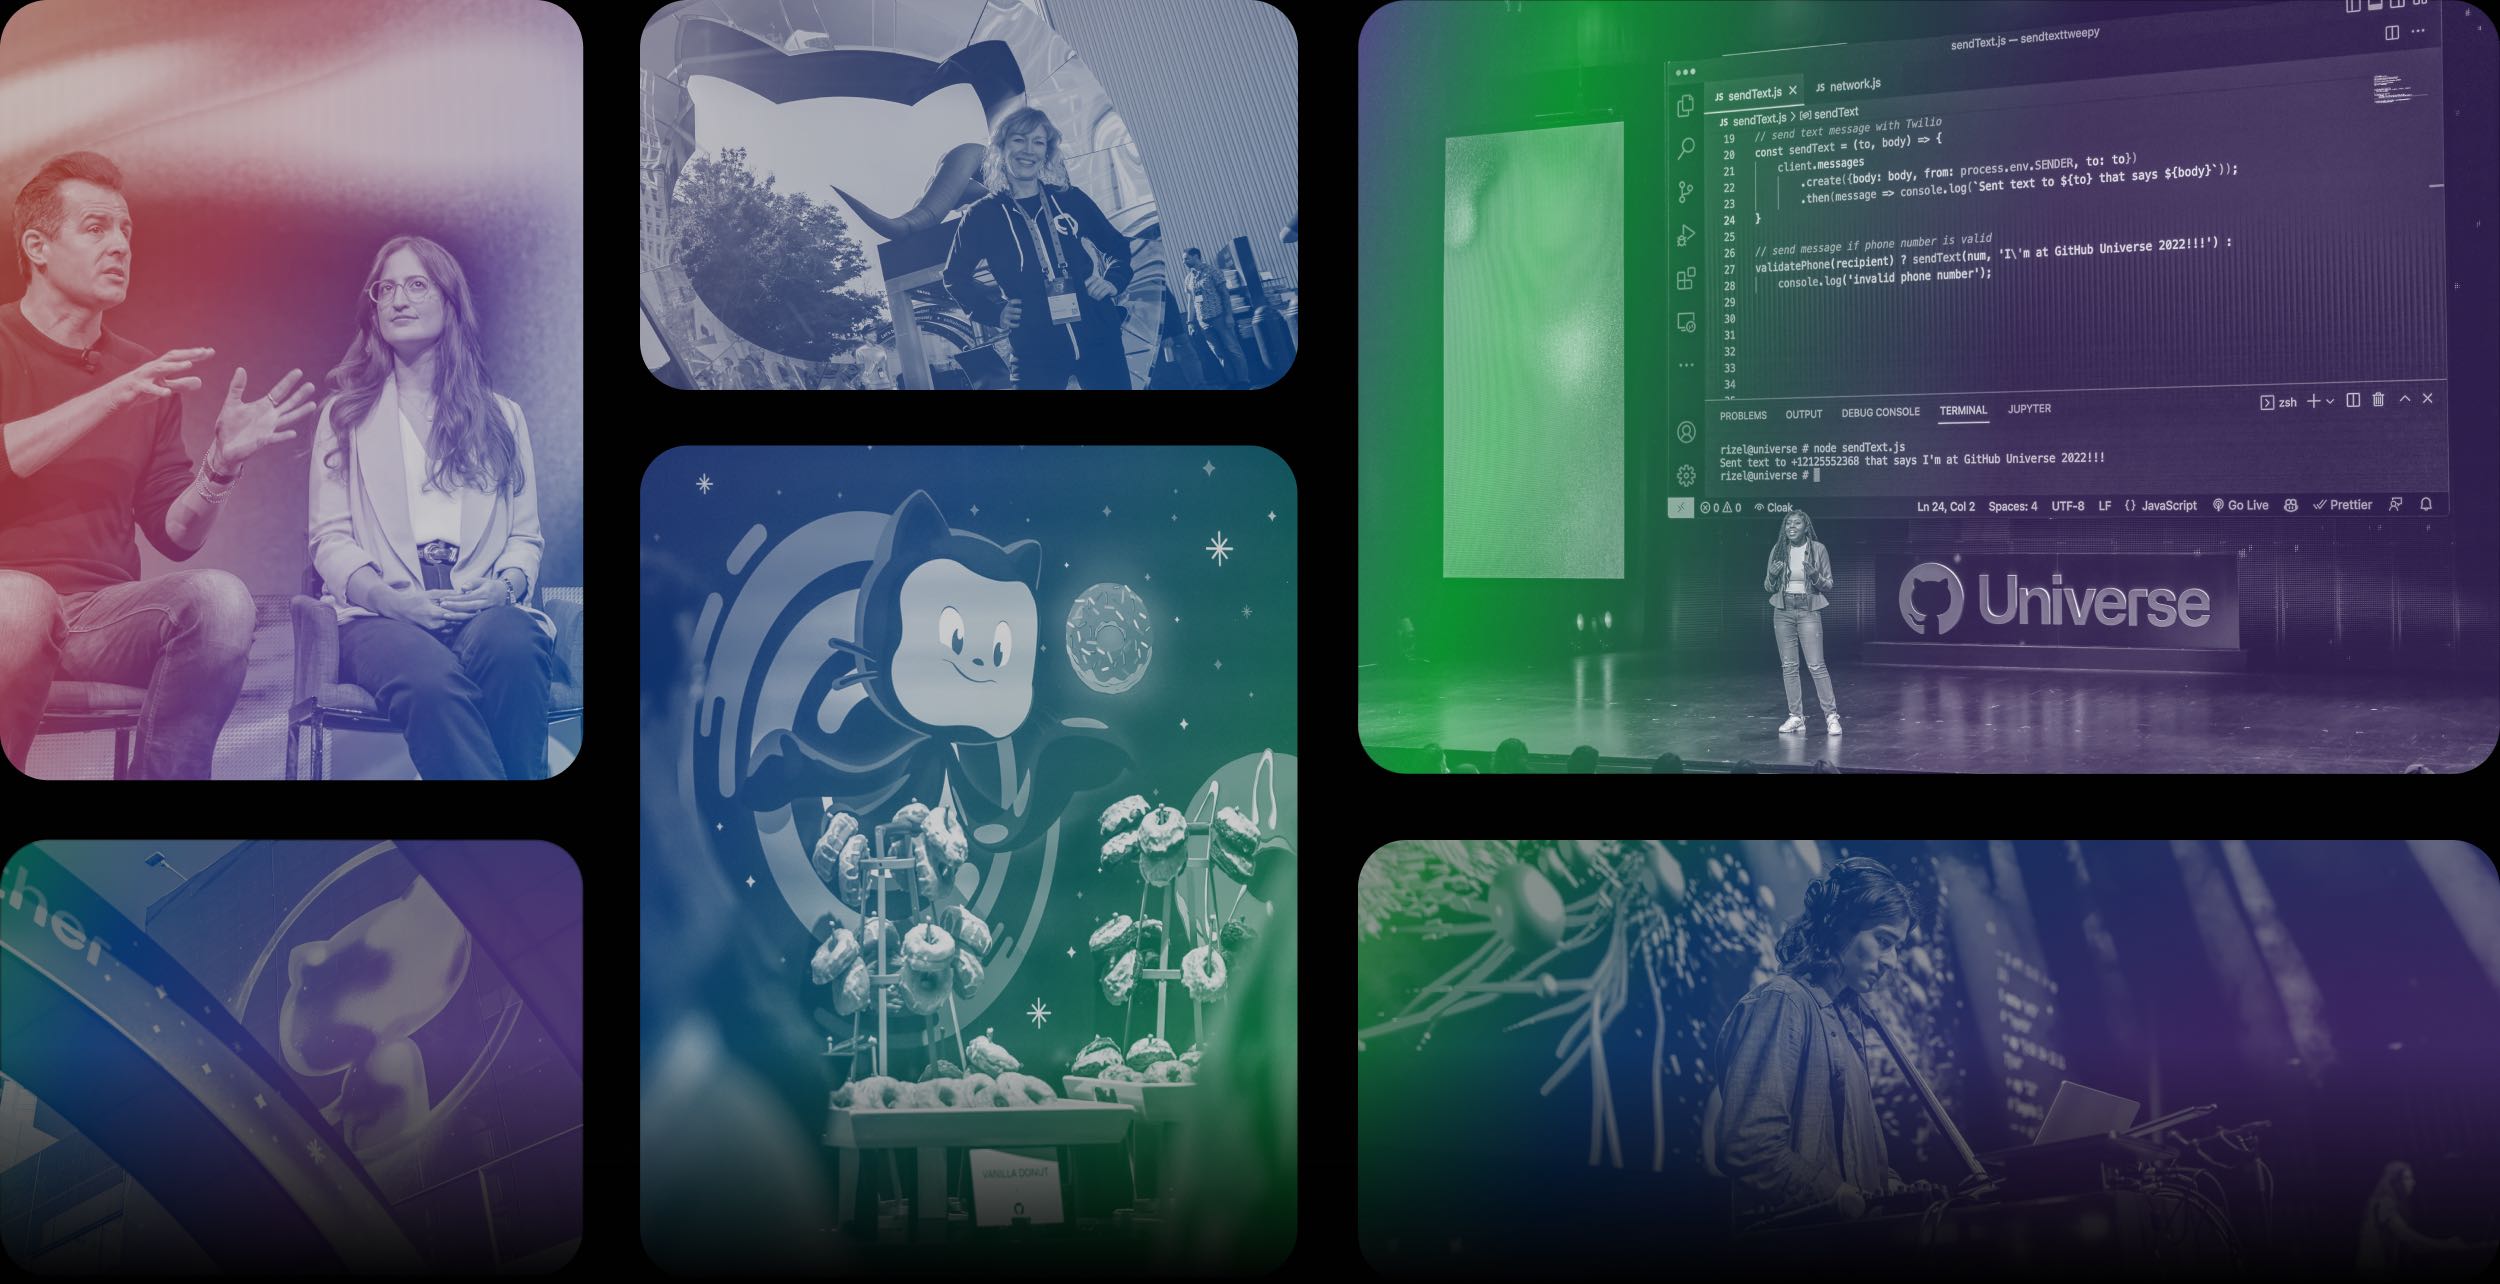 sendText.js — sendtexttweepy
JS sendText.js × JS network.js
JS sendText.js > sendText
19 // send text message with Twilio
20 const sendText = (to, body) => {
21 client.messages
22 .create({body: body, from: process.env.SENDER, to: to})
23 .then(message => console.log(`Sent text to ${to} that says ${body}`));
24 }
25
26 // send message if phone number is valid
27 validatePhone(recipient) ? sendText(num, 'I\'m at GitHub Universe 2022!!!') :
28 console.log('invalid phone number');
29
30
31
32
33
34
PROBLEMS OUTPUT DEBUG CONSOLE TERMINAL JUPYTER zsh
rizel@universe # node sendText.js
Sent text to +12125552368 that says I'm at GitHub Universe 2022!!!
rizel@universe #
0 0 Cloak Ln 24, Col 2 Spaces: 4 UTF-8 LF {} JavaScript Go Live Prettier
Universe
her
VANILLA DONUT